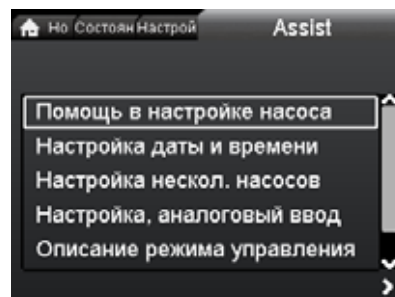 Но Состоян Настрой Assist
Помощь в настройке насоса
Настройка даты и времени
Настройка нескол. насосов
Настройка, аналоговый ввод
Описание режима управления